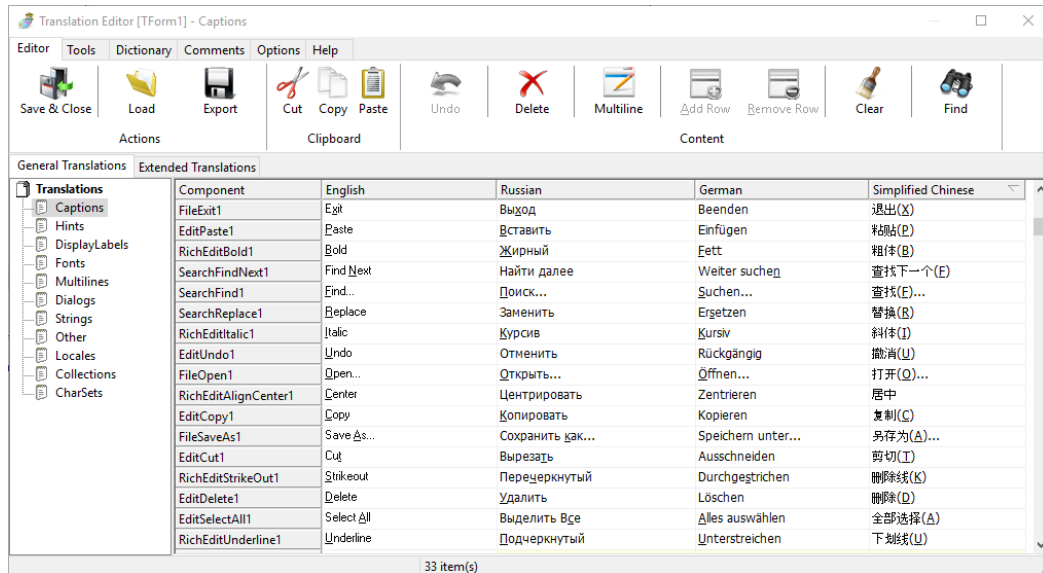 Translation Editor [TForm1] - Captions
Editor Tools Dictionary Comments Options Help
Save & Close Load Export Cut Copy Paste Undo Delete Multiline Add Row Remove Row Clear Find
Actions Clipboard Content
General Translations Extended Translations
Translations
Captions
Hints
DisplayLabels
Fonts
Multilines
Dialogs
Strings
Other
Locales
Collections
CharSets
Component English Russian German Simplified Chinese
FileExit1 Exit Выход Beenden 退出(X)
EditPaste1 Paste Вставить Einfügen 粘贴(P)
RichEditBold1 Bold Жирный Fett 粗体(B)
SearchFindNext1 Find Next Найти далее Weiter suchen 查找下一个(F)
SearchFind1 Find... Поиск... Suchen... 查找(F)...
SearchReplace1 Replace Заменить Ersetzen 替换(R)
RichEditItalic1 Italic Курсив Kursiv 斜体(I)
EditUndo1 Undo Отменить Rückgängig 撤消(U)
FileOpen1 Open... Открыть... Öffnen... 打开(O)...
RichEditAlignCenter1 Center Центрировать Zentrieren 居中
EditCopy1 Copy Копировать Kopieren 复制(C)
FileSaveAs1 Save As... Сохранить как... Speichern unter... 另存为(A)...
EditCut1 Cut Вырезать Ausschneiden 剪切(T)
RichEditStrikeOut1 Strikeout Перечеркнутый Durchgestrichen 删除线(K)
EditDelete1 Delete Удалить Löschen 删除(D)
EditSelectAll1 Select All Выделить Все Alles auswählen 全部选择(A)
RichEditUnderline1 Underline Подчеркнутый Unterstreichen 下划线(U)
33 item(s)